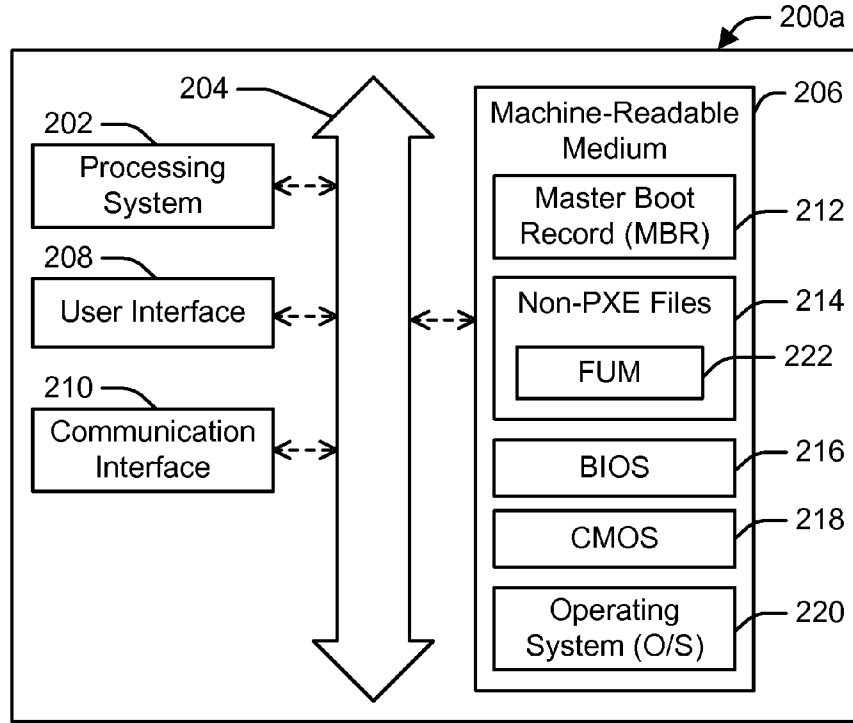 200a
204
202
Processing
System
208
User Interface
210
Communication
Interface
206
Machine-Readable
Medium
Master Boot
Record (MBR)
212
Non-PXE Files
214
FUM
222
BIOS
216
CMOS
218
Operating
System (O/S)
220